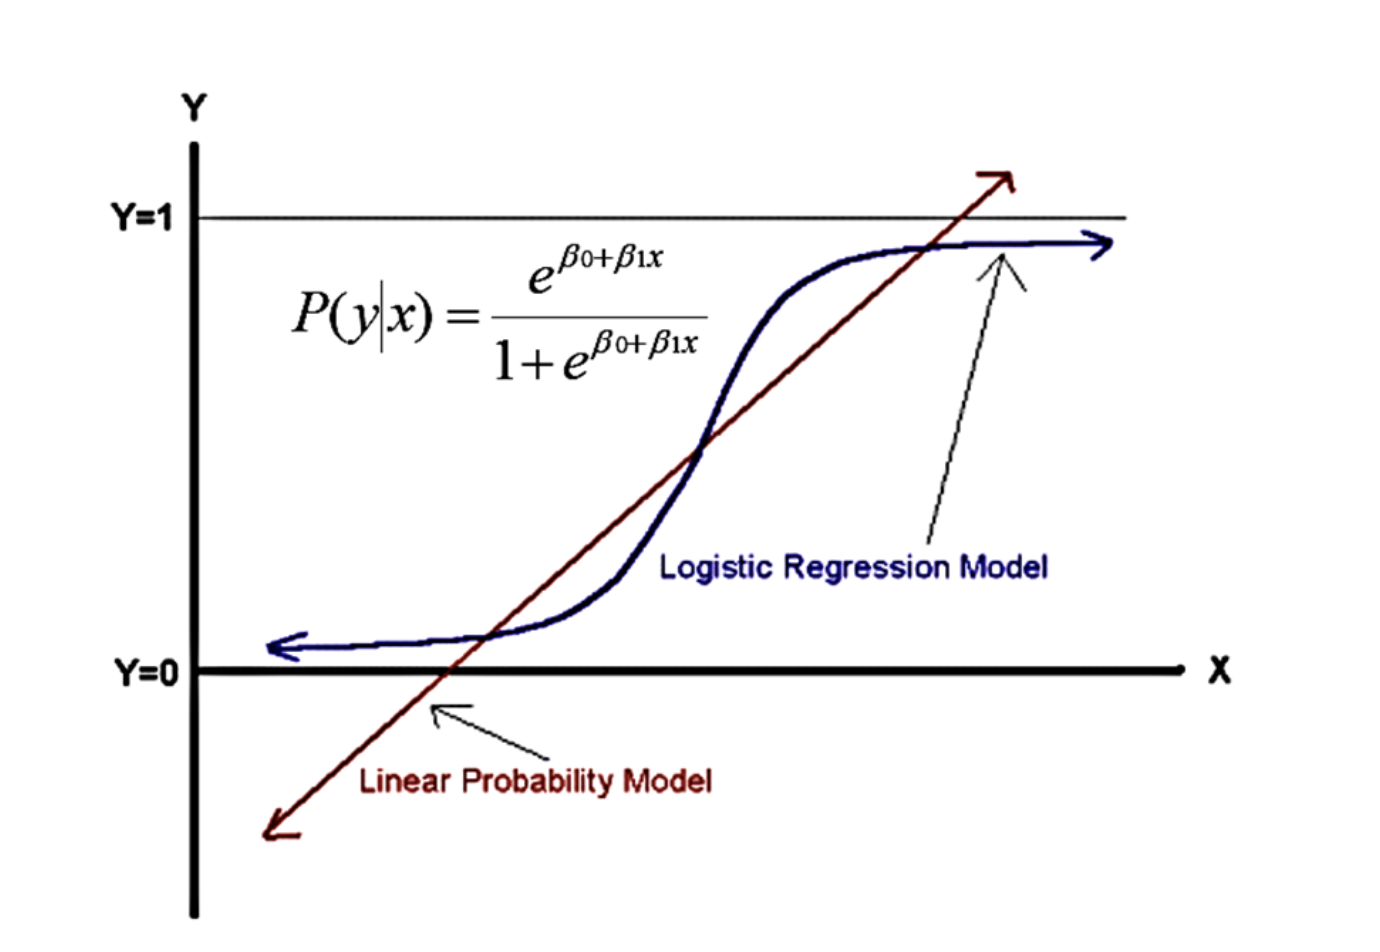 Y
Y=1
P(y|x) = e^{β0+β1x} / 1+e^{β0+β1x}
Logistic Regression Model
Y=0
X
Linear Probability Model